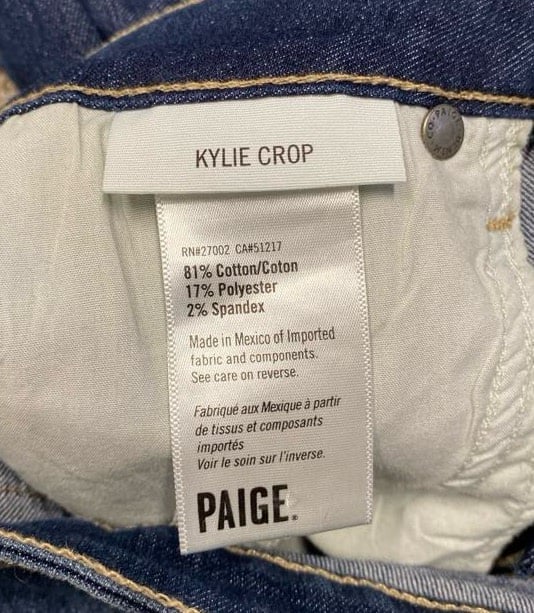 KYLIE CROP
RN#27002 CA#51217
81% Cotton/Coton
17% Polyester
2% Spandex
Made in Mexico of Imported
fabric and components.
See care on reverse.
Fabriqué aux Mexique à partir
de tissus et composants
importés
Voir le soin sur l'inverse.
PAIGE